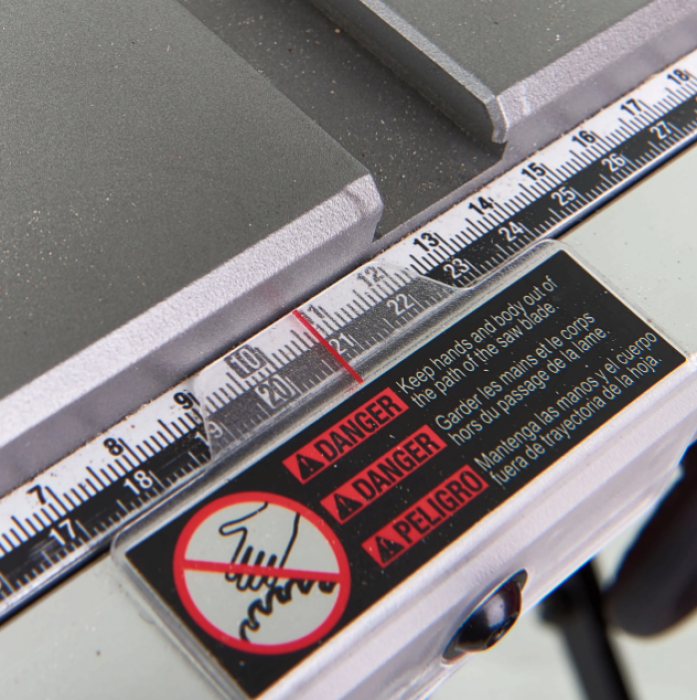 7 8 9 10 11 12 13 14 15 16 17 18
17 18 19 20 21 22 23 24 25 26 27
DANGER Keep hands and body out of
the path of the saw blade.
DANGER Garder les mains et le corps
hors du passage de la lame.
PELIGRO Mantenga las manos y el cuerpo
fuera de trayectoria de la hoja.